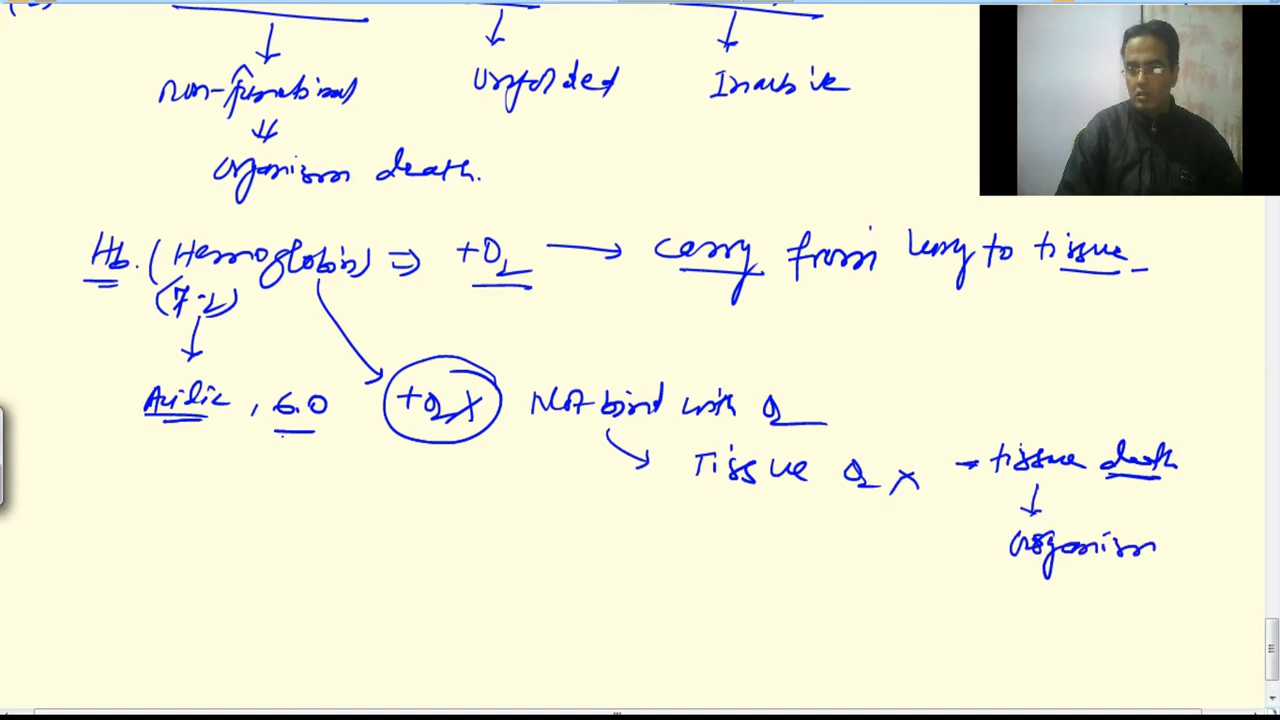 Non-functional Unfolded Inactive
organism death.
Hb. (Hemoglobin) ⇒ +O2 → carry from lung to tissue
(7.2)
Acidic, 6.0 +O2 X Not bind with O2
Tissue O2 X - tissue death
organism